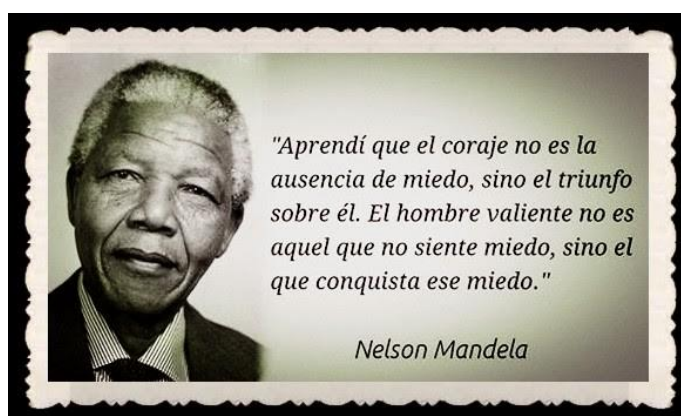 "Aprendí que el coraje no es la
ausencia de miedo, sino el triunfo
sobre él. El hombre valiente no es
aquel que no siente miedo, sino el
que conquista ese miedo."
Nelson Mandela